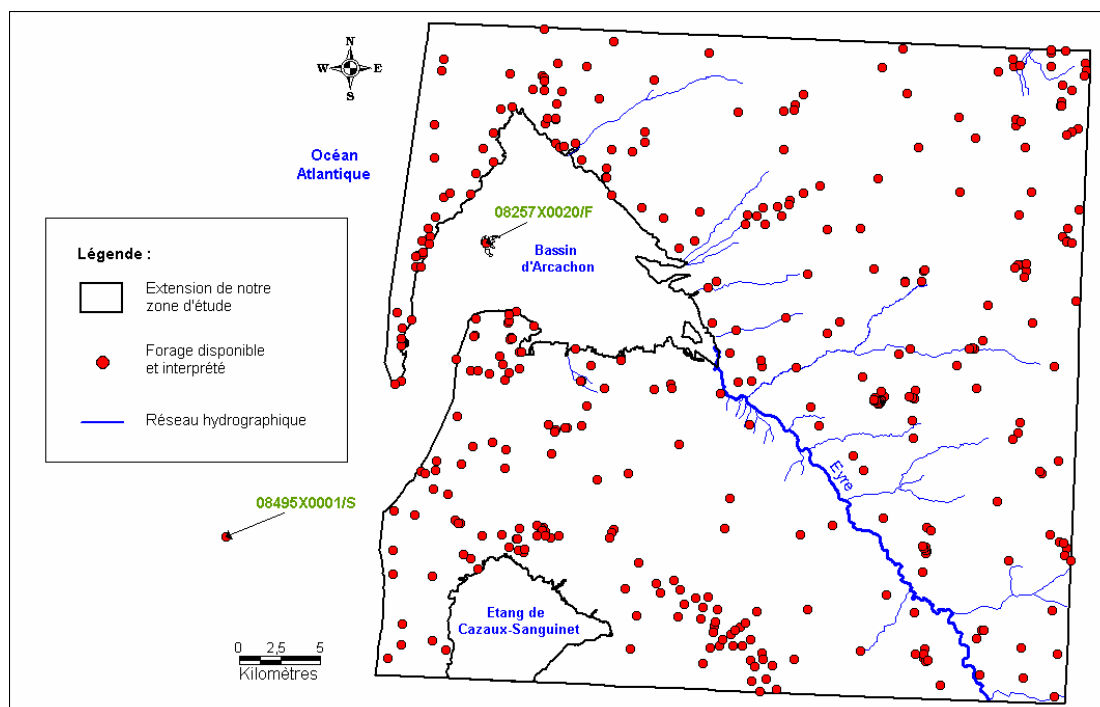 N
W E
S
Océan
Atlantique
08257X0020/F
Bassin
d'Arcachon
Légende :
Extension de notre
zone d'étude
Forage disponible
et interprété
Réseau hydrographique
Eyre
08495X0001/S
Etang de
Cazaux-Sanguinet
0 2,5 5
Kilomètres